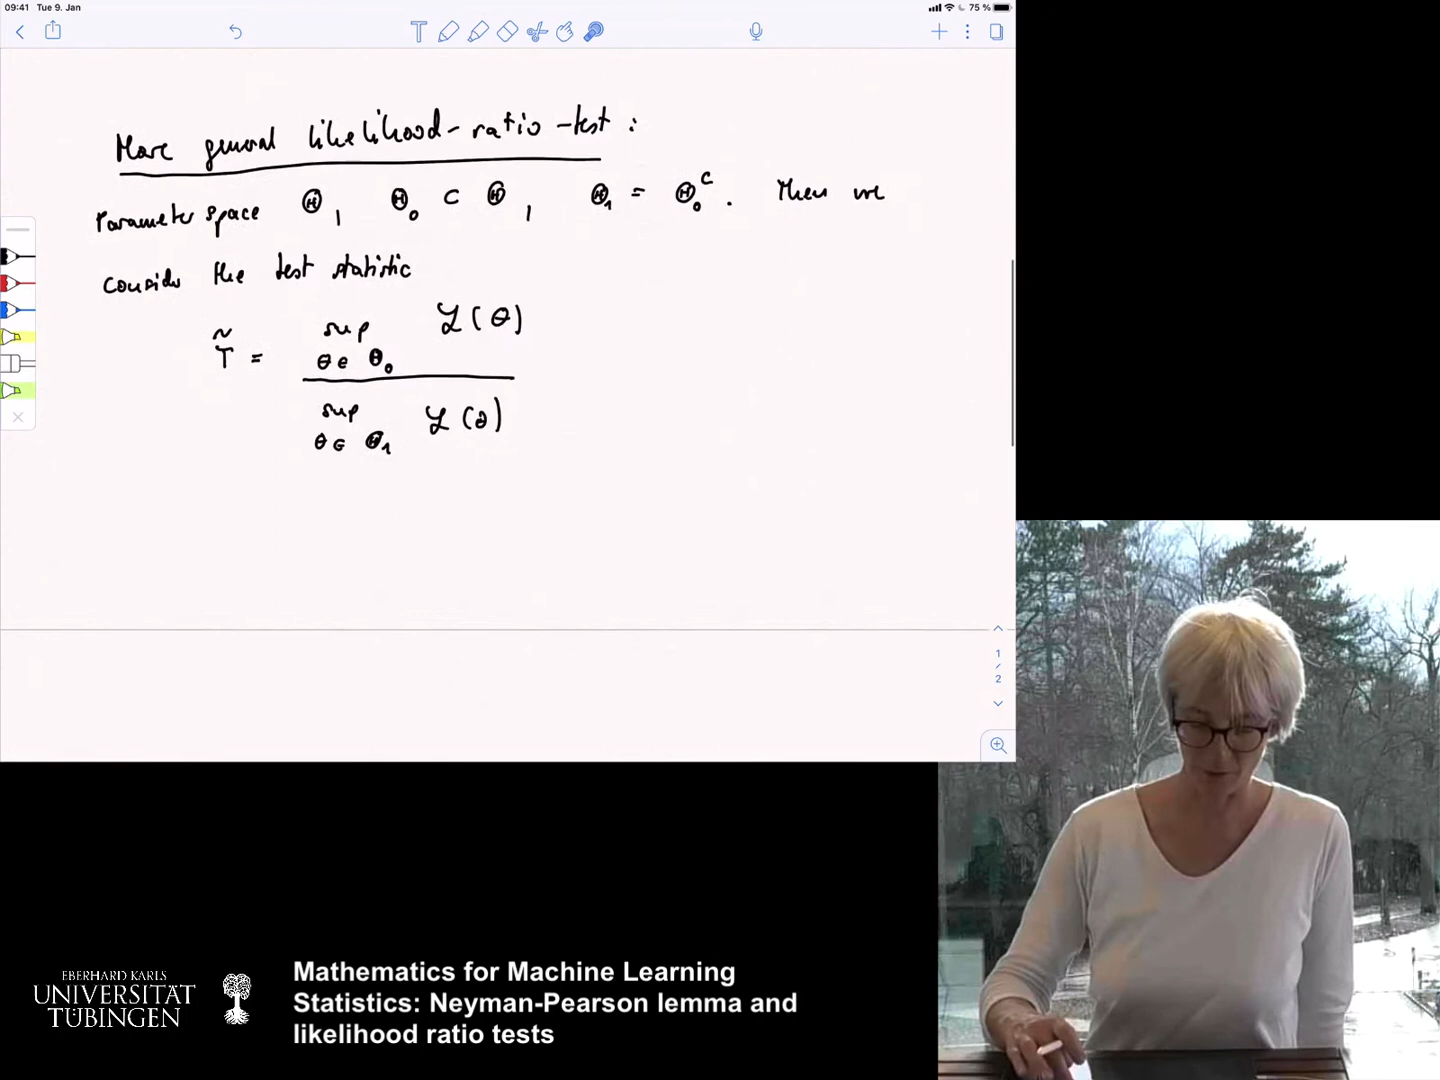 09:41 Tue 9. Jan
75 %
More general likelihood-ratio-test:
Parameter space Θ, Θ₀ ⊂ Θ, Θ₁ = Θ₀ᶜ. Then we
consider the test statistic
T̃ = sup θ∈Θ₀ ℒ(θ)
sup θ∈Θ₁ ℒ(θ)
1
/
2
EBERHARD KARLS
UNIVERSITÄT
TÜBINGEN
Mathematics for Machine Learning
Statistics: Neyman-Pearson lemma and
likelihood ratio tests